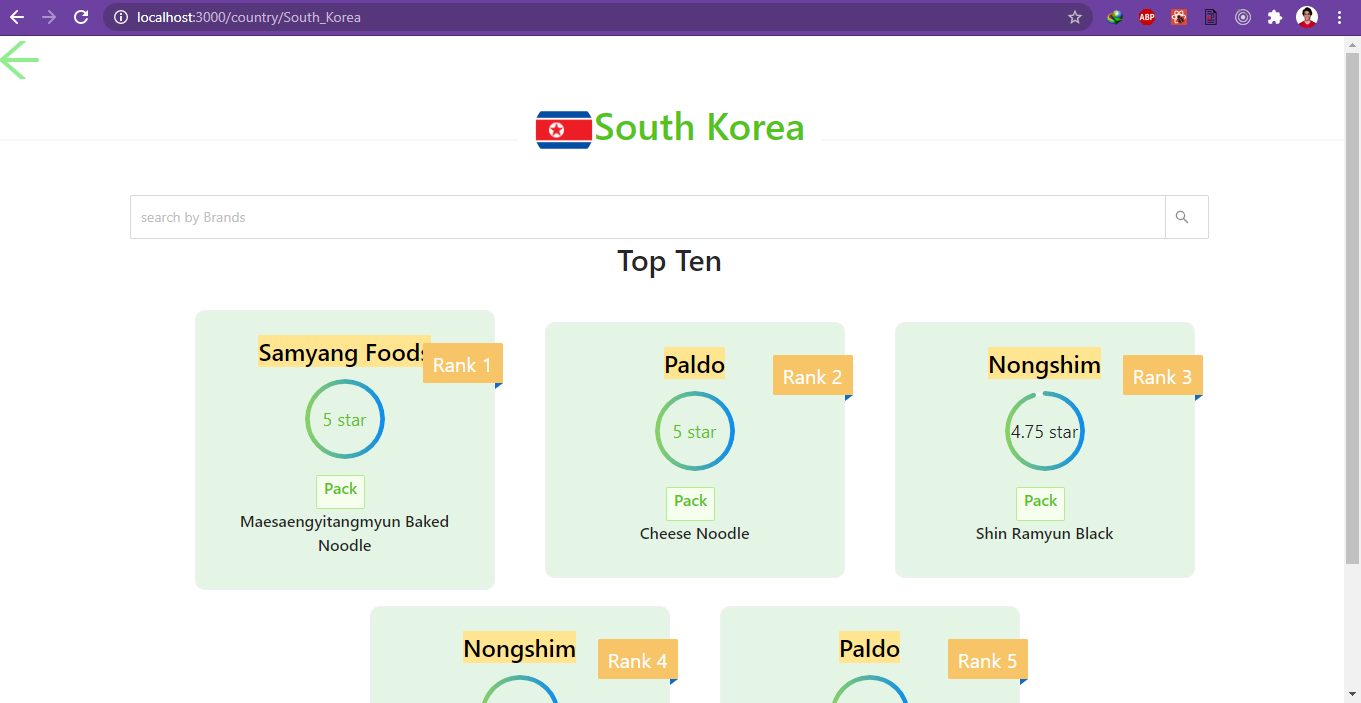 localhost:3000/country/South_Korea
ABP
South Korea
search by Brands
Top Ten
Samyang Foods
Rank 1
5 star
Pack
Maesaengyitangmyun Baked
Noodle
Paldo
Rank 2
5 star
Pack
Cheese Noodle
Nongshim
Rank 3
4.75 star
Pack
Shin Ramyun Black
Nongshim
Rank 4
Paldo
Rank 5